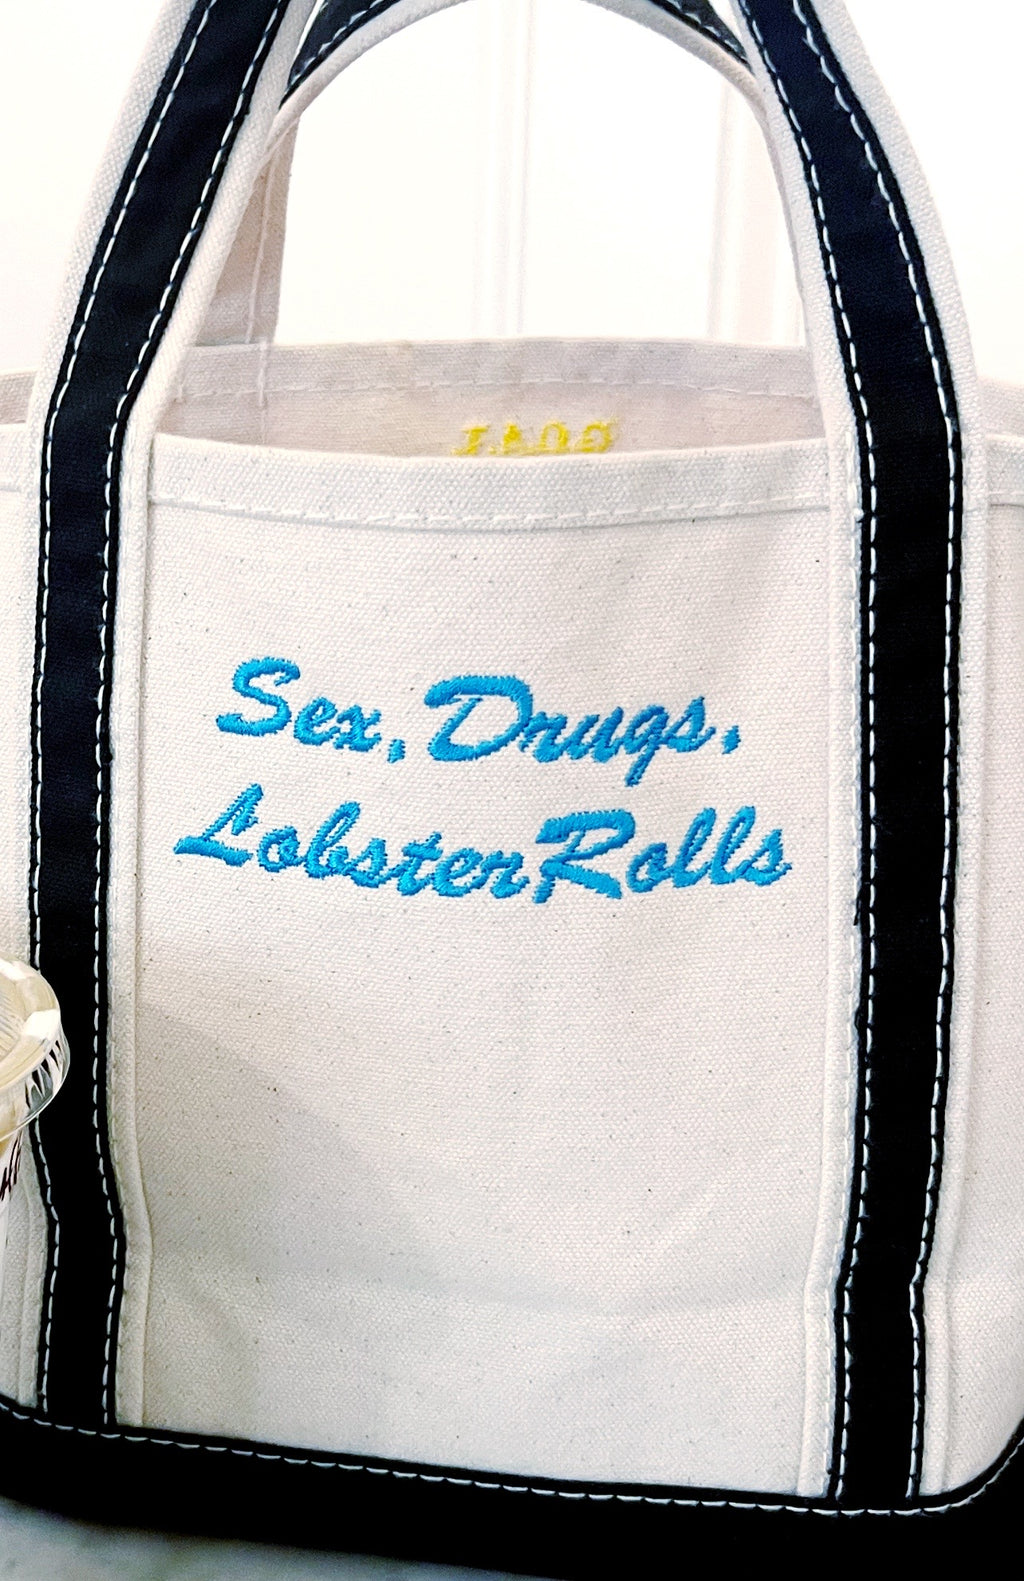 Sex, Drugs,
Lobster Rolls